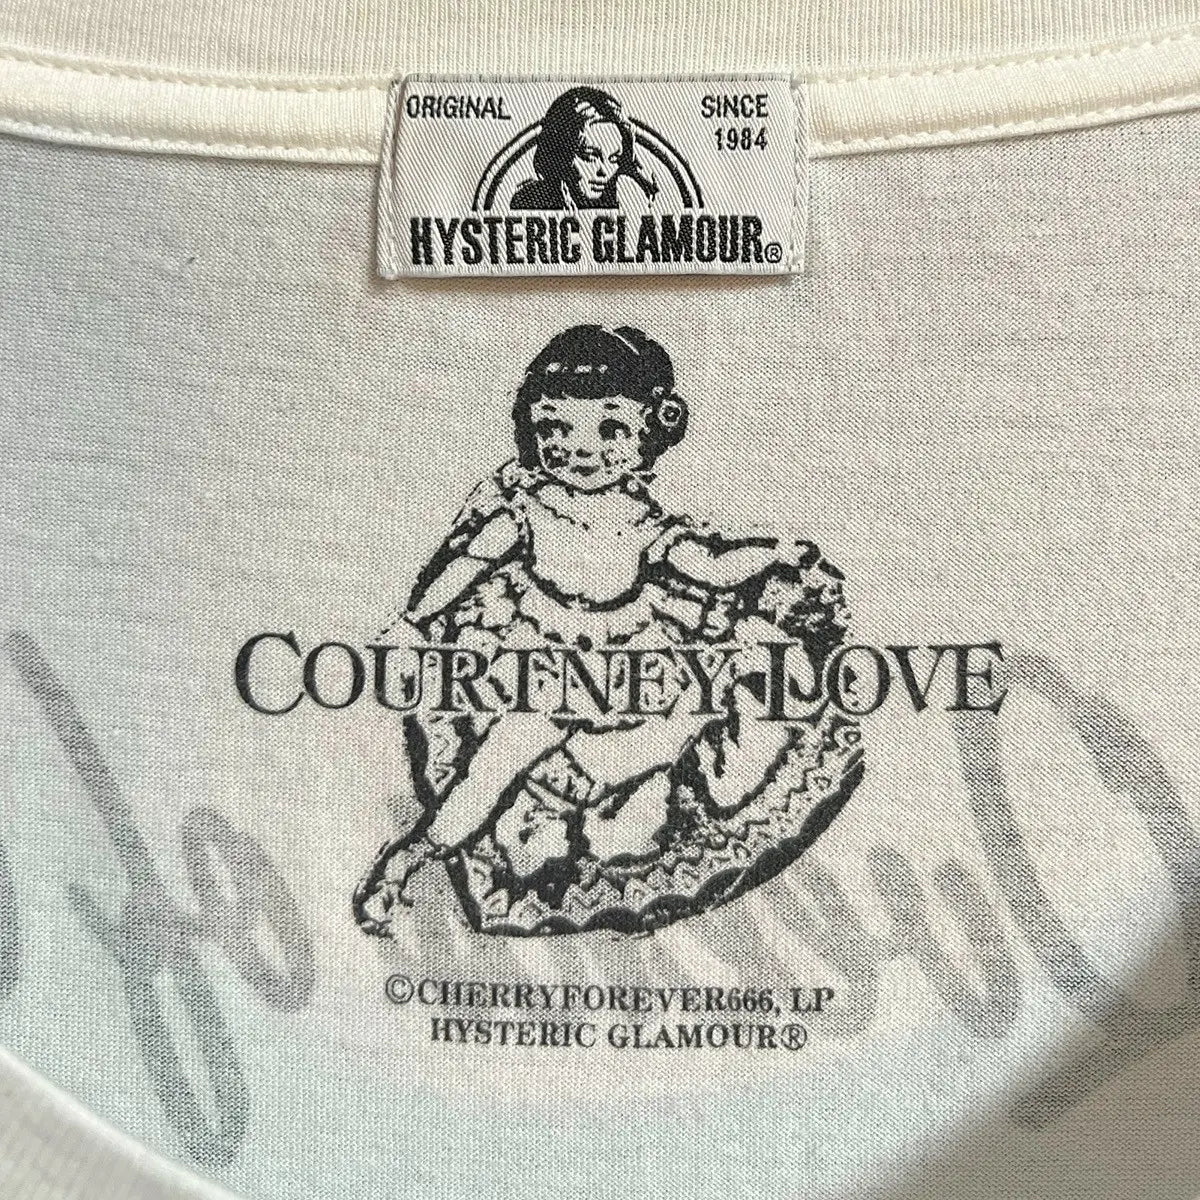 ORIGINAL
SINCE
1984
HYSTERIC GLAMOUR®
COURTNEY LOVE
©CHERRYFOREVER666, LP
HYSTERIC GLAMOUR®